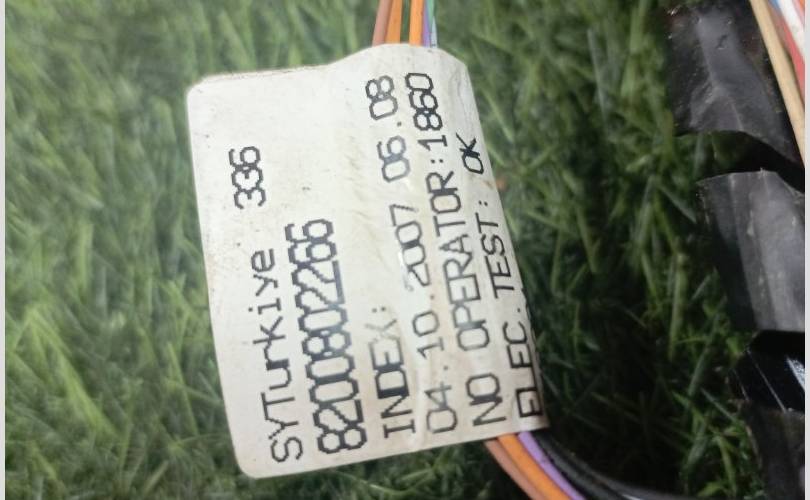 SYTurkiye 336
8200802266
INDEX:
04.10.2007 06.08
NO OPERATOR:1860
ELEC. TEST: OK